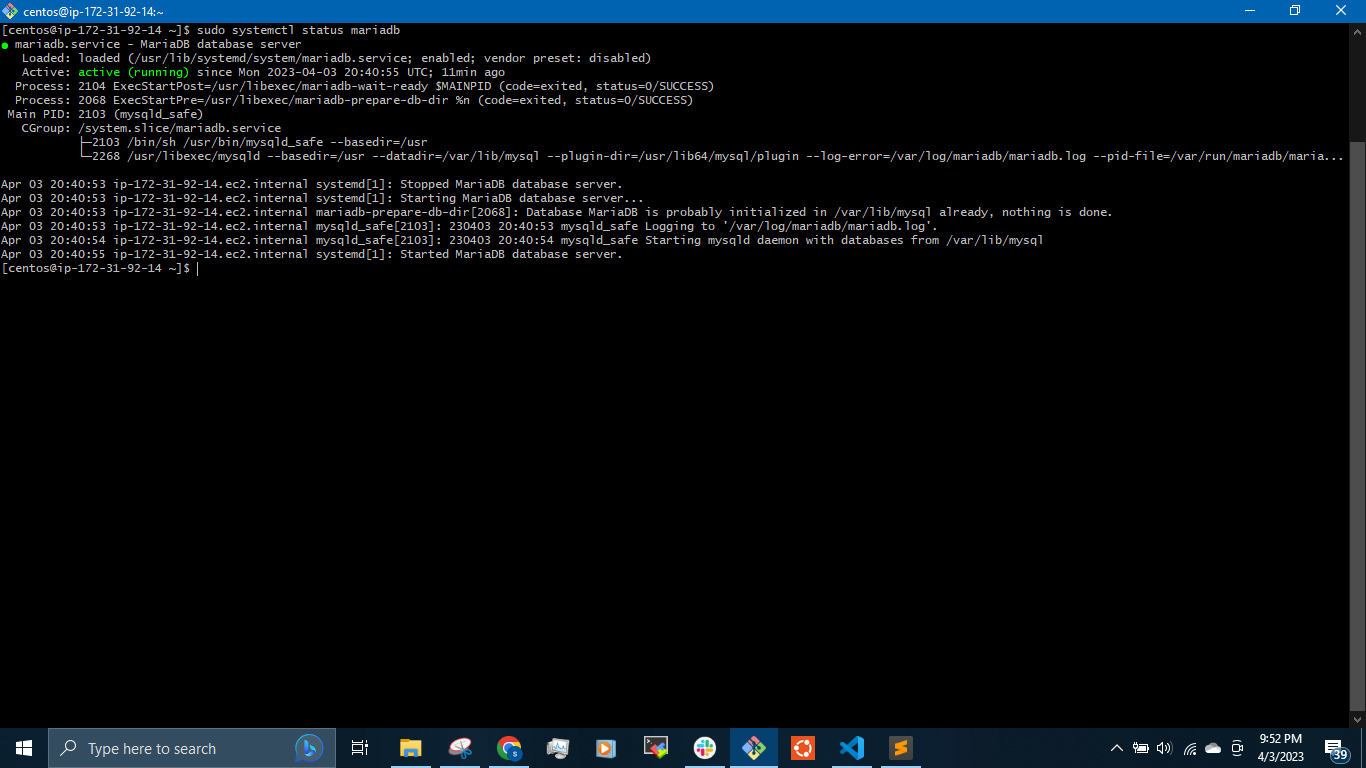 centos@ip-172-31-92-14:~
[centos@ip-172-31-92-14 ~]$ sudo systemctl status mariadb
● mariadb.service - MariaDB database server
   Loaded: loaded (/usr/lib/systemd/system/mariadb.service; enabled; vendor preset: disabled)
   Active: active (running) since Mon 2023-04-03 20:40:55 UTC; 11min ago
  Process: 2104 ExecStartPost=/usr/libexec/mariadb-wait-ready $MAINPID (code=exited, status=0/SUCCESS)
  Process: 2068 ExecStartPre=/usr/libexec/mariadb-prepare-db-dir %n (code=exited, status=0/SUCCESS)
 Main PID: 2103 (mysqld_safe)
   CGroup: /system.slice/mariadb.service
           ├─2103 /bin/sh /usr/bin/mysqld_safe --basedir=/usr
           └─2268 /usr/libexec/mysqld --basedir=/usr --datadir=/var/lib/mysql --plugin-dir=/usr/lib64/mysql/plugin --log-error=/var/log/mariadb/mariadb.log --pid-file=/var/run/mariadb/maria...
Apr 03 20:40:53 ip-172-31-92-14.ec2.internal systemd[1]: Stopped MariaDB database server.
Apr 03 20:40:53 ip-172-31-92-14.ec2.internal systemd[1]: Starting MariaDB database server...
Apr 03 20:40:53 ip-172-31-92-14.ec2.internal mariadb-prepare-db-dir[2068]: Database MariaDB is probably initialized in /var/lib/mysql already, nothing is done.
Apr 03 20:40:53 ip-172-31-92-14.ec2.internal mysqld_safe[2103]: 230403 20:40:53 mysqld_safe Logging to '/var/log/mariadb/mariadb.log'.
Apr 03 20:40:54 ip-172-31-92-14.ec2.internal mysqld_safe[2103]: 230403 20:40:54 mysqld_safe Starting mysqld daemon with databases from /var/lib/mysql
Apr 03 20:40:55 ip-172-31-92-14.ec2.internal systemd[1]: Started MariaDB database server.
[centos@ip-172-31-92-14 ~]$
Type here to search
9:52 PM
4/3/2023
39